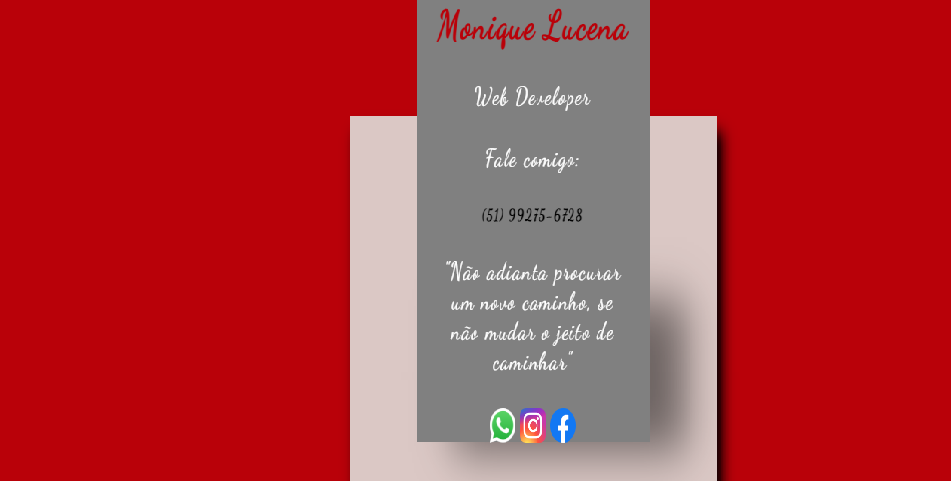 Monique Lucena
Web Developer
Fale comigo:
(51) 99275-6728
"Não adianta procurar
um novo caminho, se
não mudar o jeito de
caminhar"